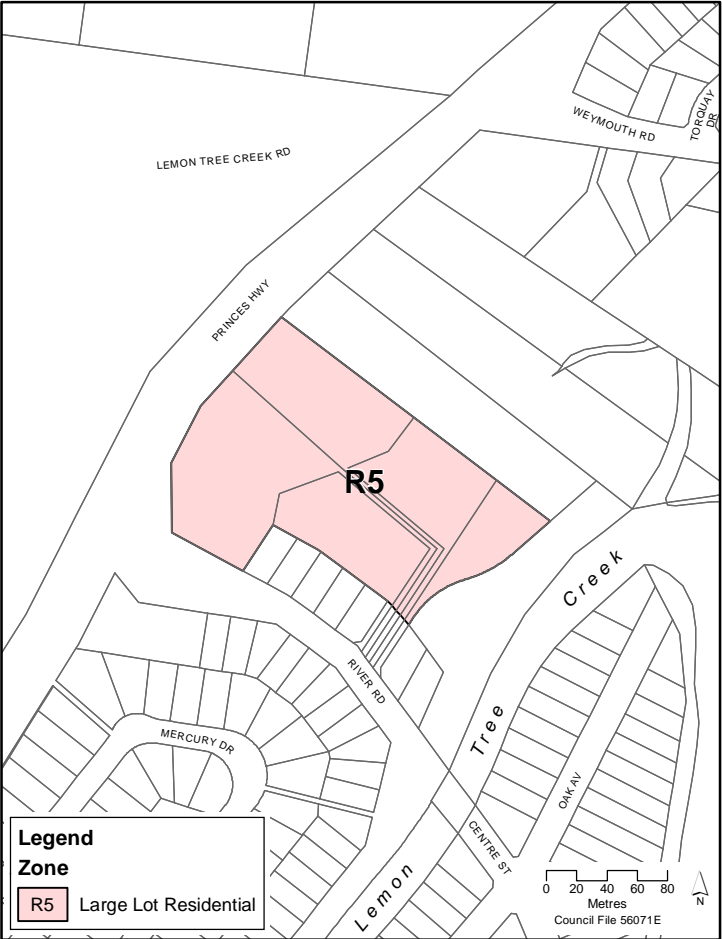 WEYMOUTH RD
TORQUAY
DR
LEMON TREE CREEK RD
PRINCES HWY
R5
Creek
Tree
Lemon
RIVER RD
MERCURY DR
OAK AV
CENTRE ST
Legend
Zone
R5 Large Lot Residential
0 20 40 60 80
Metres
Council File 56071E
N